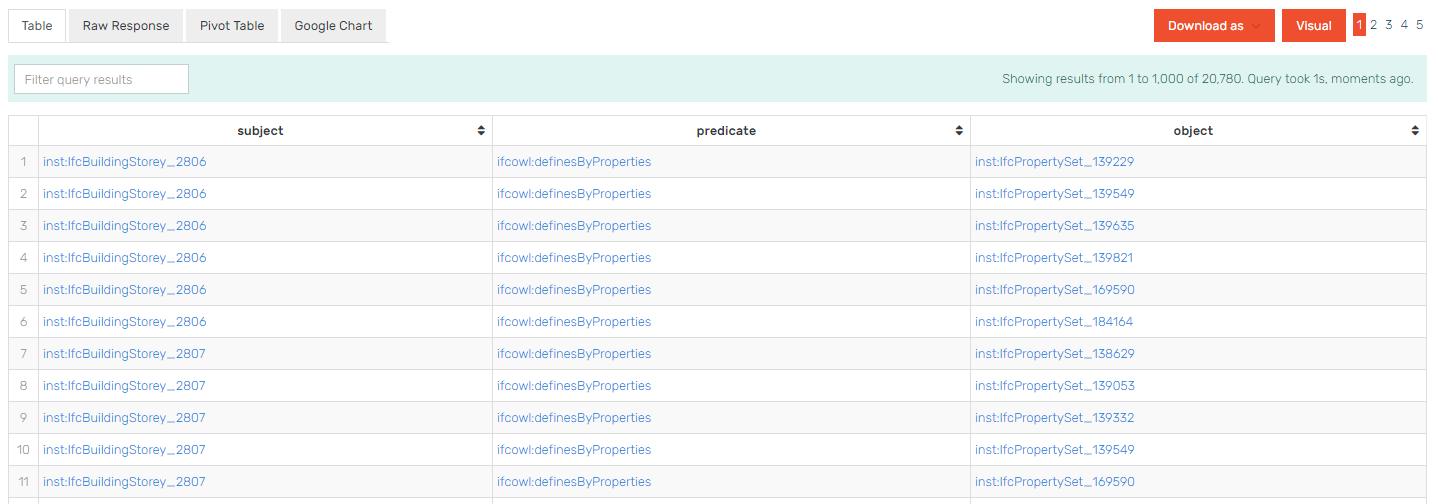 Table Raw Response Pivot Table Google Chart Download as Visual 1 2 3 4 5
Filter query results Showing results from 1 to 1,000 of 20,780. Query took 1s, moments ago.
subject predicate object
1 inst:IfcBuildingStorey_2806 ifcowl:definesByProperties inst:IfcPropertySet_139229
2 inst:IfcBuildingStorey_2806 ifcowl:definesByProperties inst:IfcPropertySet_139549
3 inst:IfcBuildingStorey_2806 ifcowl:definesByProperties inst:IfcPropertySet_139635
4 inst:IfcBuildingStorey_2806 ifcowl:definesByProperties inst:IfcPropertySet_139821
5 inst:IfcBuildingStorey_2806 ifcowl:definesByProperties inst:IfcPropertySet_169590
6 inst:IfcBuildingStorey_2806 ifcowl:definesByProperties inst:IfcPropertySet_184164
7 inst:IfcBuildingStorey_2807 ifcowl:definesByProperties inst:IfcPropertySet_138629
8 inst:IfcBuildingStorey_2807 ifcowl:definesByProperties inst:IfcPropertySet_139053
9 inst:IfcBuildingStorey_2807 ifcowl:definesByProperties inst:IfcPropertySet_139332
10 inst:IfcBuildingStorey_2807 ifcowl:definesByProperties inst:IfcPropertySet_139549
11 inst:IfcBuildingStorey_2807 ifcowl:definesByProperties inst:IfcPropertySet_169590